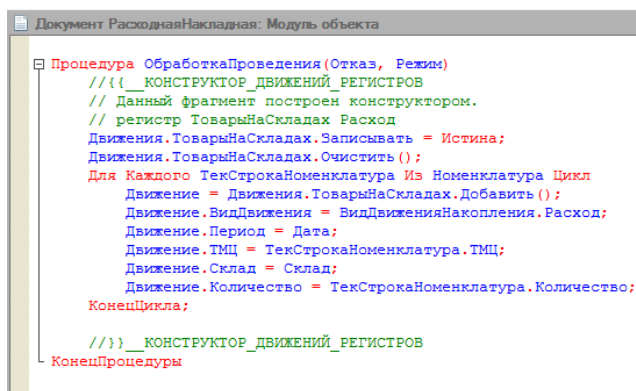 Документ РасходнаяНакладная: Модуль объекта
Процедура ОбработкаПроведения(Отказ, Режим)
//{{__КОНСТРУКТОР_ДВИЖЕНИЙ_РЕГИСТРОВ
// Данный фрагмент построен конструктором.
// регистр ТоварыНаСкладах Расход
Движения.ТоварыНаСкладах.Записывать = Истина;
Движения.ТоварыНаСкладах.Очистить();
Для Каждого ТекСтрокаНоменклатура Из Номенклатура Цикл
Движение = Движения.ТоварыНаСкладах.Добавить();
Движение.ВидДвижения = ВидДвиженияНакопления.Расход;
Движение.Период = Дата;
Движение.ТМЦ = ТекСтрокаНоменклатура.ТМЦ;
Движение.Склад = Склад;
Движение.Количество = ТекСтрокаНоменклатура.Количество;
КонецЦикла;
//}}__КОНСТРУКТОР_ДВИЖЕНИЙ_РЕГИСТРОВ
КонецПроцедуры